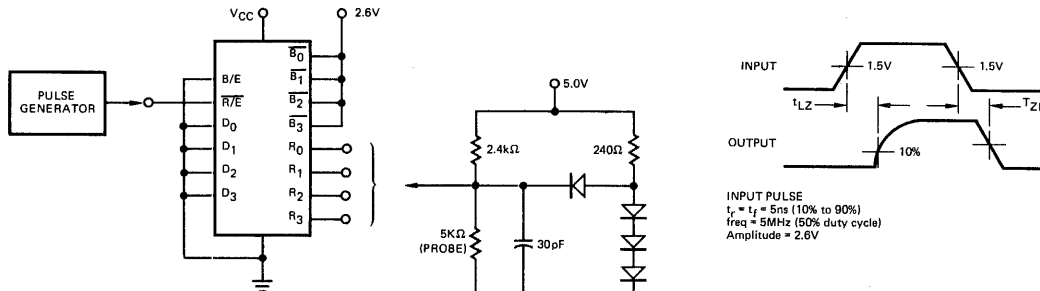 VCC
2.6V
PULSE
GENERATOR
B/E
R/E
D0
D1
D2
D3
B0
B1
B2
B3
R0
R1
R2
R3
5.0V
2.4kΩ
240Ω
5KΩ
(PROBE)
30pF
INPUT
1.5V
1.5V
tLZ
OUTPUT
10%
INPUT PULSE
tr = tf = 5ns (10% to 90%)
freq = 5MHz (50% duty cycle)
Amplitude = 2.6V